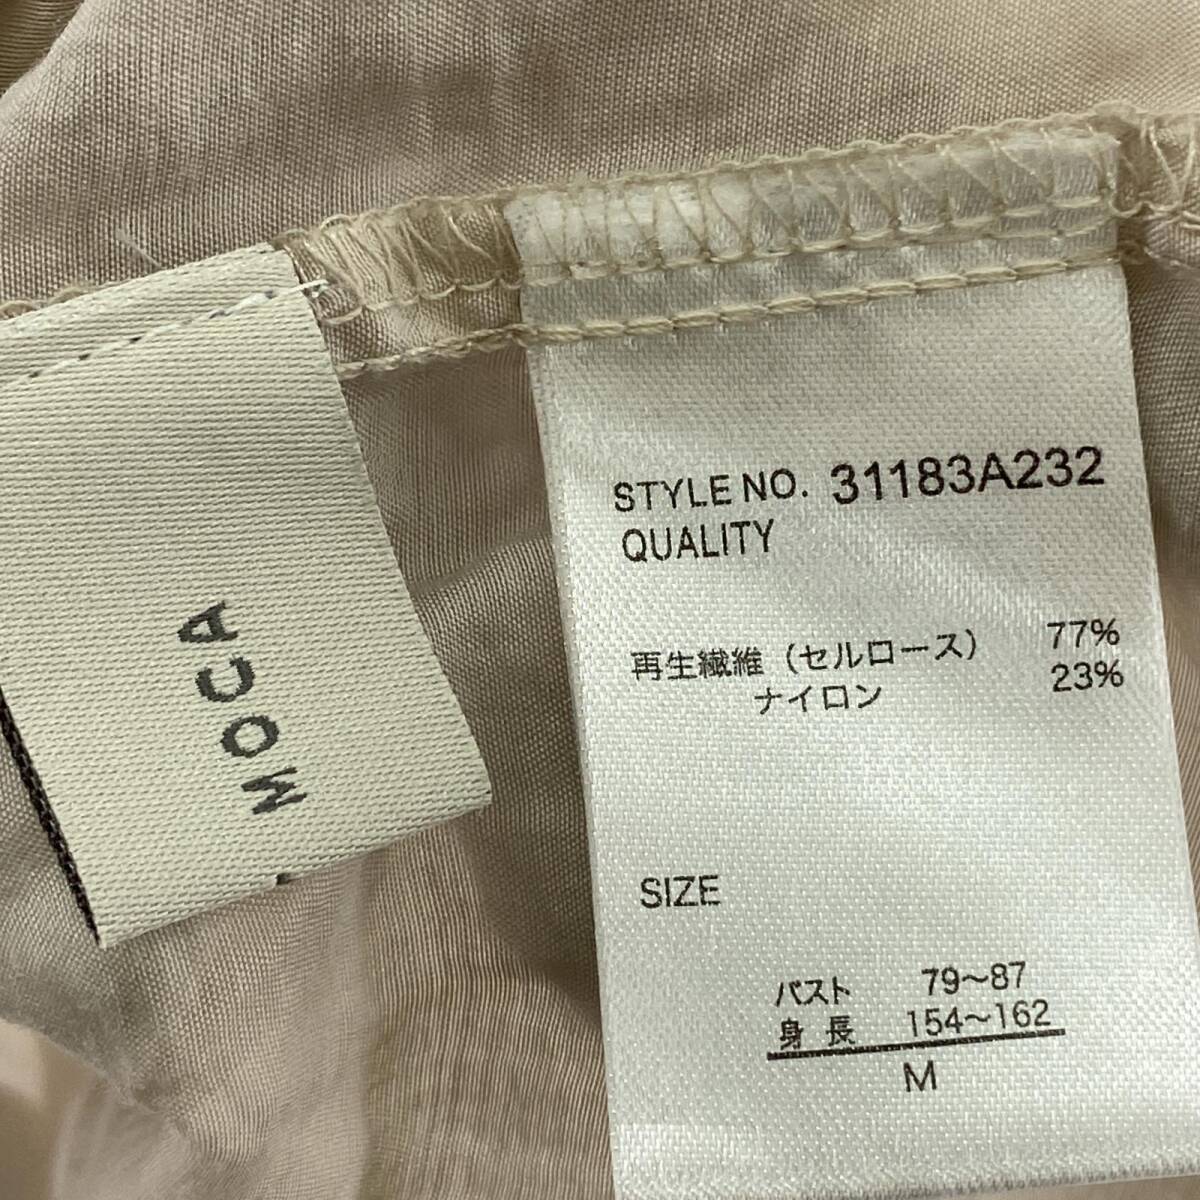 MOCA
STYLE NO. 31183A232
QUALITY
再生繊維（セルロース） 77%
ナイロン 23%
SIZE
バスト 79～87
身長 154～162
M